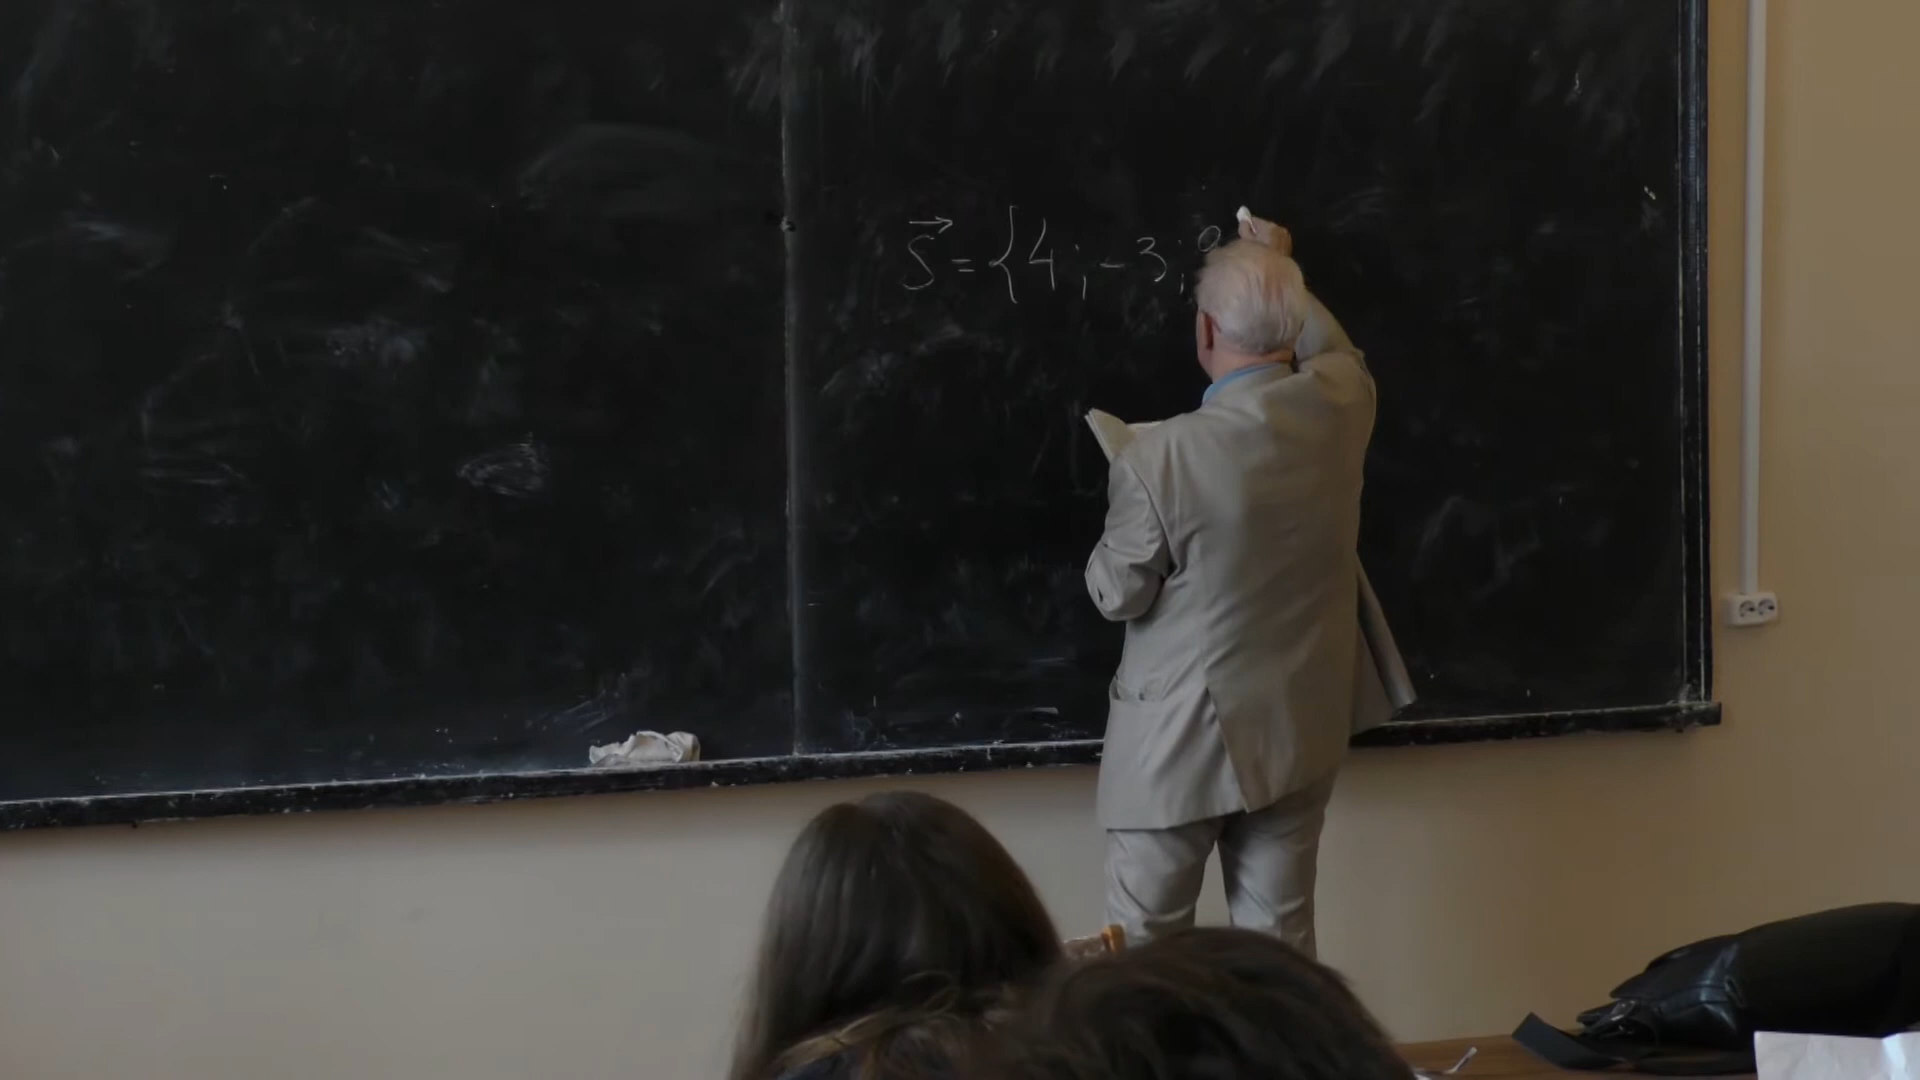 S⃗ = {4; -3;